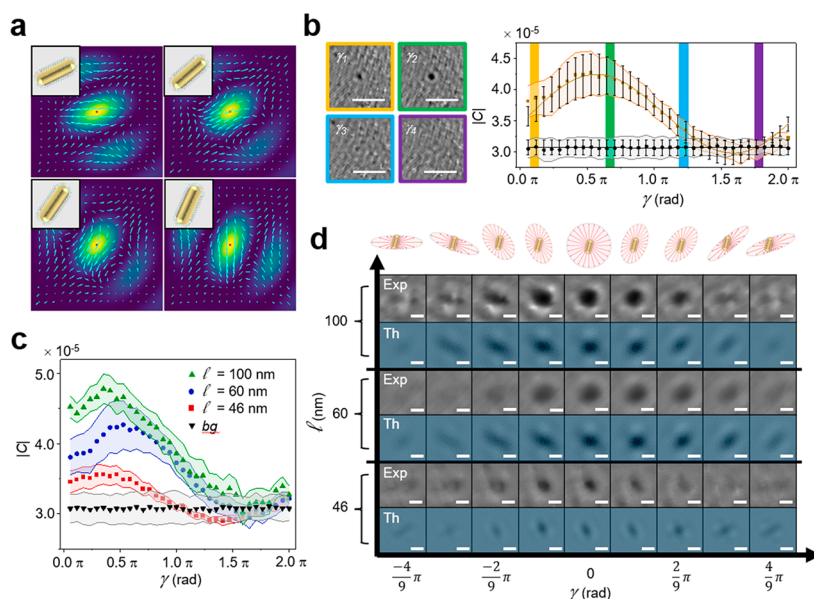 a
b
γ1
γ2
γ3
γ4
× 10⁻⁵
4.5
4.0
3.5
3.0
|C|
0.0 π
0.5 π
1.0 π
1.5 π
2.0 π
γ (rad)
c
× 10⁻⁵
5.0
4.0
3.0
|C|
ℓ = 100 nm
ℓ = 60 nm
ℓ = 46 nm
bg
0.0 π
0.5 π
1.0 π
1.5 π
2.0 π
γ (rad)
d
ℓ (nm)
100
Exp
Th
60
Exp
Th
46
Exp
Th
−4/9 π
−2/9 π
0
2/9 π
4/9 π
γ (rad)